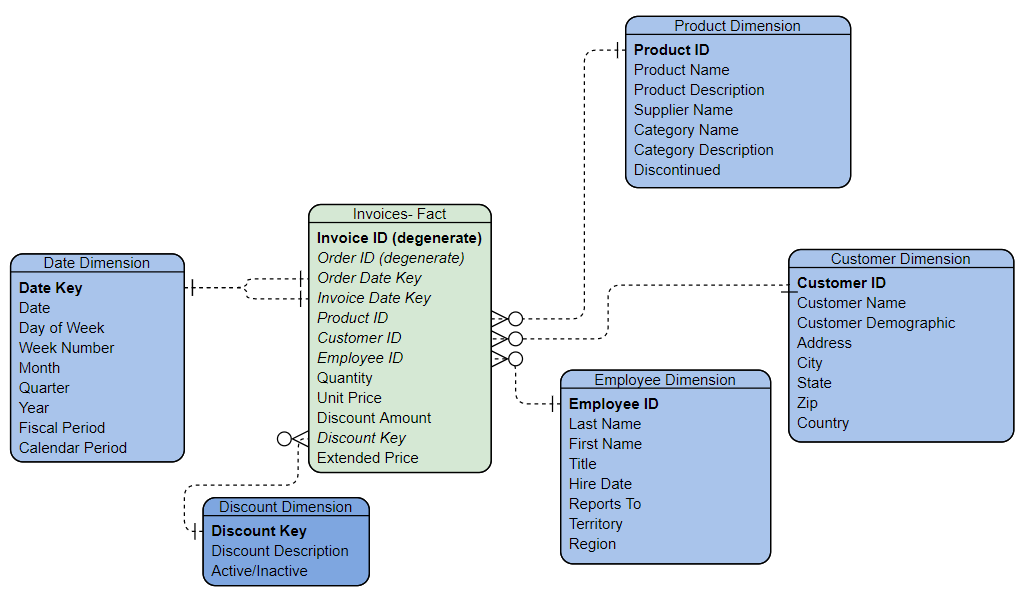 Product Dimension
Product ID
Product Name
Product Description
Supplier Name
Category Name
Category Description
Discontinued
Invoices- Fact
Invoice ID (degenerate)
Order ID (degenerate)
Order Date Key
Invoice Date Key
Product ID
Customer ID
Employee ID
Quantity
Unit Price
Discount Amount
Discount Key
Extended Price
Date Dimension
Date Key
Date
Day of Week
Week Number
Month
Quarter
Year
Fiscal Period
Calendar Period
Customer Dimension
Customer ID
Customer Name
Customer Demographic
Address
City
State
Zip
Country
Employee Dimension
Employee ID
Last Name
First Name
Title
Hire Date
Reports To
Territory
Region
Discount Dimension
Discount Key
Discount Description
Active/Inactive